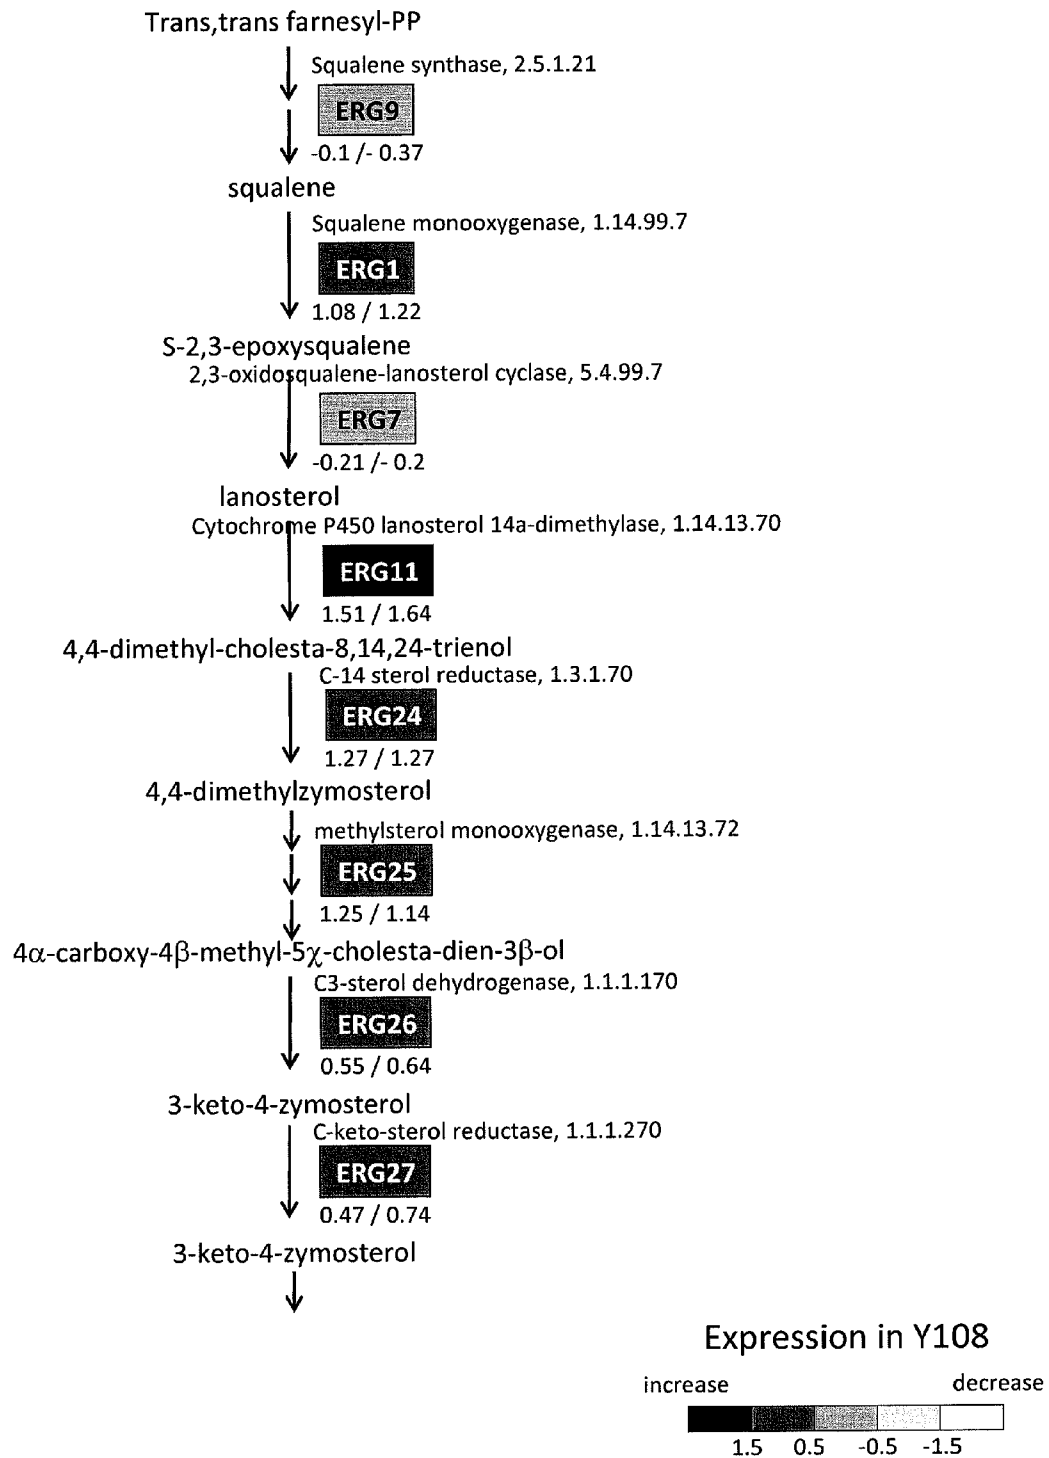 Trans,trans farnesyl-PP
Squalene synthase, 2.5.1.21
ERG9
-0.1 /- 0.37
squalene
Squalene monooxygenase, 1.14.99.7
ERG1
1.08 / 1.22
S-2,3-epoxysqualene
2,3-oxidosqualene-lanosterol cyclase, 5.4.99.7
ERG7
-0.21 /- 0.2
lanosterol
Cytochrome P450 lanosterol 14a-dimethylase, 1.14.13.70
ERG11
1.51 / 1.64
4,4-dimethyl-cholesta-8,14,24-trienol
C-14 sterol reductase, 1.3.1.70
ERG24
1.27 / 1.27
4,4-dimethylzymosterol
methylsterol monooxygenase, 1.14.13.72
ERG25
1.25 / 1.14
4α-carboxy-4β-methyl-5χ-cholesta-dien-3β-ol
C3-sterol dehydrogenase, 1.1.1.170
ERG26
0.55 / 0.64
3-keto-4-zymosterol
C-keto-sterol reductase, 1.1.1.270
ERG27
0.47 / 0.74
3-keto-4-zymosterol
Expression in Y108
increase decrease
1.5 0.5 -0.5 -1.5